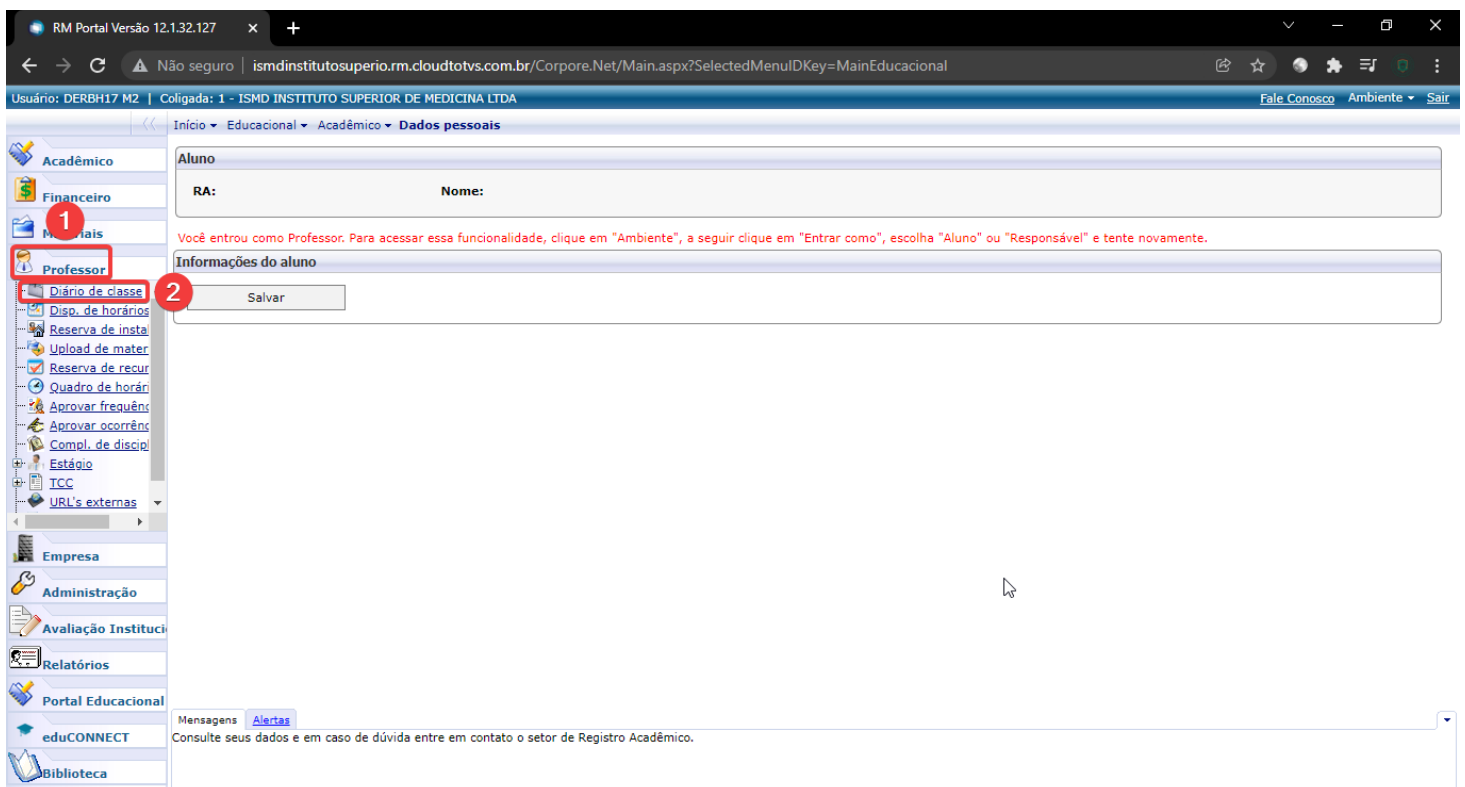 RM Portal Versão 12.1.32.127
Não seguro | ismdinstitutosuperio.rm.cloudtotvs.com.br/Corpore.Net/Main.aspx?SelectedMenuIDKey=MainEducacional
Usuário: DERBH17 M2 | Coligada: 1 - ISMD INSTITUTO SUPERIOR DE MEDICINA LTDA
Fale Conosco Ambiente Sair
Início Educacional Acadêmico Dados pessoais
Acadêmico
Financeiro
1
Professor
Diário de classe
2
Disp. de horários
Reserva de instal
Upload de mater
Reserva de recur
Quadro de horári
Aprovar frequênc
Aprovar ocorrênc
Compl. de discipl
Estágio
TCC
URL's externas
Empresa
Administração
Avaliação Instituci
Relatórios
Portal Educacional
eduCONNECT
Biblioteca
Aluno
RA: Nome:
Você entrou como Professor. Para acessar essa funcionalidade, clique em "Ambiente", a seguir clique em "Entrar como", escolha "Aluno" ou "Responsável" e tente novamente.
Informações do aluno
Salvar
Mensagens Alertas
Consulte seus dados e em caso de dúvida entre em contato o setor de Registro Acadêmico.